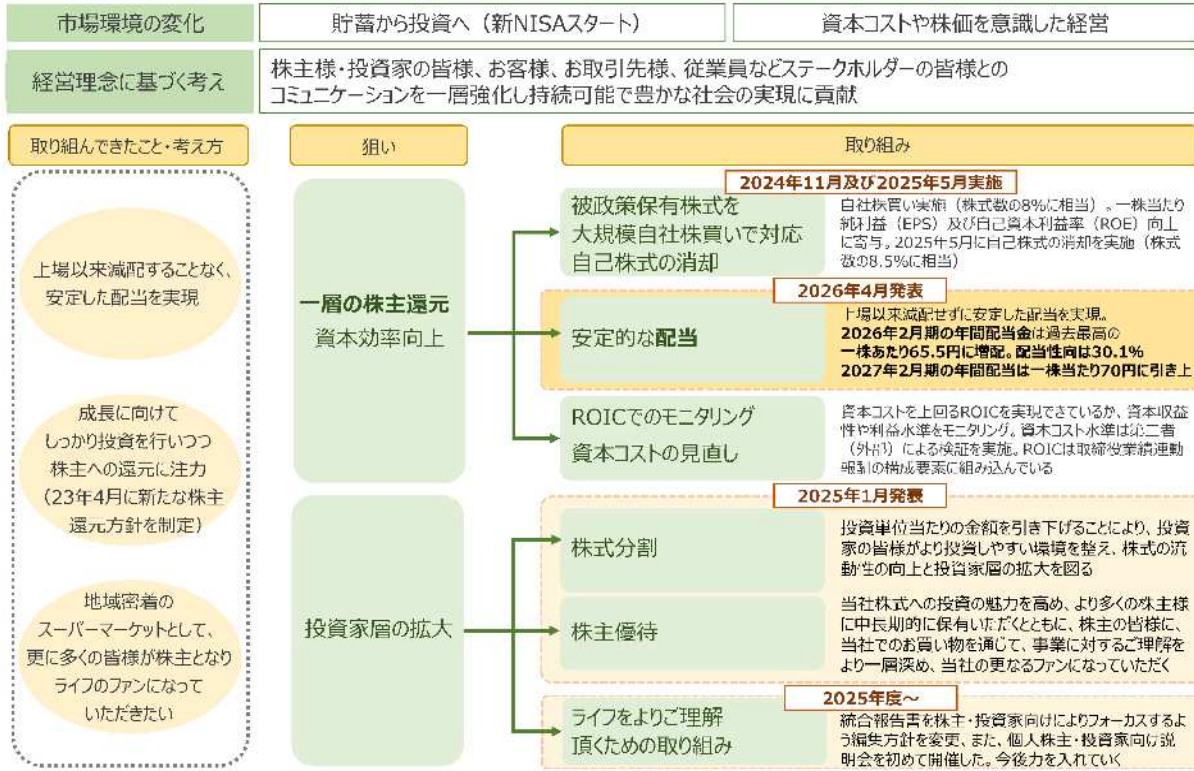 市場環境の変化
貯蓄から投資へ（新NISAスタート）
資本コストや株価を意識した経営
経営理念に基づく考え
株主様・投資家の皆様、お客様、お取引先様、従業員などステークホルダーの皆様との
コミュニケーションを一層強化し持続可能で豊かな社会の実現に貢献
取り組んできたこと・考え方
狙い
取り組み
上場以来減配することなく、
安定した配当を実現
成長に向けて
しっかり投資を行いつつ
株主への還元に注力
（23年4月に新たな株主
還元方針を制定）
地域密着の
スーパーマーケットとして、
更に多くの皆様が株主となり
ライフのファンになって
いただきたい
一層の株主還元
資本効率向上
2024年11月及び2025年5月実施
被政策保有株式を
大規模自社株買いで対応
自己株式の消却
自社株買い実施（株式数の8%に相当）。一株当たり
純利益（EPS）及び自己資本利益率（ROE）向上
に寄与。2025年5月に自己株式の消却を実施（株式
数の8.5%に相当）
2026年4月発表
安定的な配当
上場以来減配せずに安定した配当を実現。
2026年2月期の年間配当金は過去最高の
一株あたり65.5円に増配。配当性向は30.1%
2027年2月期の年間配当は一株当たり70円に引き上
ROICでのモニタリング
資本コストの見直し
資本コストを上回るROICを実現できているか、資本収益
性や利益水準をモニタリング。資本コスト水準は第三者
（外部）による検証を実施。ROICは取締役業績連動
報酬の構成要素に組み込んでいる
投資家層の拡大
2025年1月発表
株式分割
投資単位当たりの金額を引き下げることにより、投資
家の皆様がより投資しやすい環境を整え、株式の流
動性の向上と投資家層の拡大を図る
株主優待
当社株式への投資の魅力を高め、より多くの株主様
に中長期的に保有いただくとともに、株主の皆様に、
当社でのお買い物を通じて、事業に対するご理解を
より一層深め、当社の更なるファンになっていただく
2025年度～
ライフをよりご理解
頂くための取り組み
統合報告書を株主・投資家向けによりフォーカスするよ
う編集方針を変更、また、個人株主・投資家向け説
明会を初めて開催した。今後力を入れていく